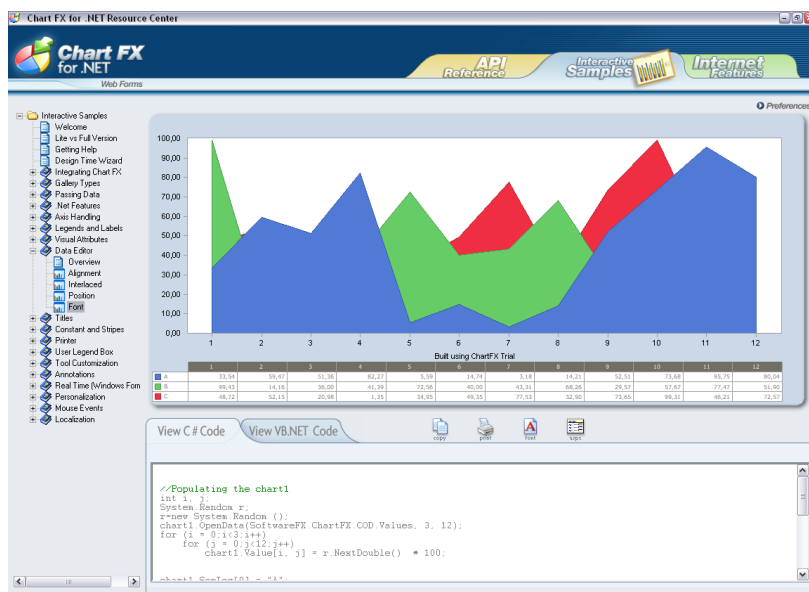 Chart FX for .NET Resource Center
Chart FX
for .NET
Web Forms
API
Reference
Interactive
Samples
Internet
Features
Preferences
Interactive Samples
Welcome
Lite vs Full Version
Getting Help
Design Time Wizard
Integrating Chart FX
Gallery Types
Passing Data
.Net Features
Axis Handling
Legends and Labels
Visual Attributes
Data Editor
Overview
Alignment
Interlaced
Position
Font
Titles
Constant and Stripes
Printer
User Legend Box
Tool Customization
Annotations
Real Time (Windows Form
Personalization
Mouse Events
Localization
100,00
90,00
80,00
70,00
60,00
50,00
40,00
30,00
20,00
10,00
0,00
1 2 3 4 5 6 7 8 9 10 11 12
Built using ChartFX Trial
1 2 3 4 5 6 7 8 9 10 11 12
A 33,54 59,47 51,36 82,27 5,59 14,74 3,18 14,21 52,51 73,68 95,75 80,04
B 99,43 14,16 36,00 41,39 72,56 40,00 43,31 68,26 29,57 57,67 77,47 51,90
C 48,72 52,15 20,98 1,35 34,95 49,35 77,53 32,90 73,65 99,31 46,21 72,57
View C# Code
View VB.NET Code
copy
print
font
//Populating the chart1
int i, j;
System.Random r;
r=new System.Random ();
chart1.OpenData(SoftwareFX.ChartFX.COD.Values, 3, 12);
for (i = 0;i<3;i++)
for (j = 0;j<12;j++)
chart1.Value[i, j] = r.NextDouble() * 100;